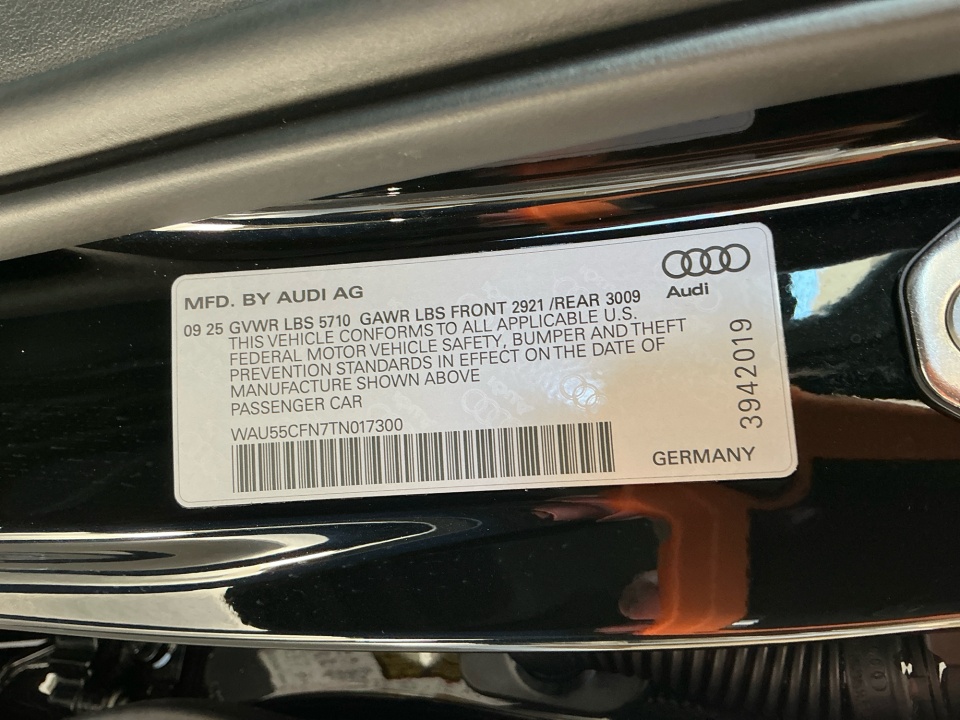 MFD. BY AUDI AG
Audi
09 25 GVWR LBS 5710 GAWR LBS FRONT 2921 /REAR 3009
THIS VEHICLE CONFORMS TO ALL APPLICABLE U.S.
FEDERAL MOTOR VEHICLE SAFETY, BUMPER AND THEFT
PREVENTION STANDARDS IN EFFECT ON THE DATE OF
MANUFACTURE SHOWN ABOVE
PASSENGER CAR
WAU55CFN7TN017300
GERMANY
3942019